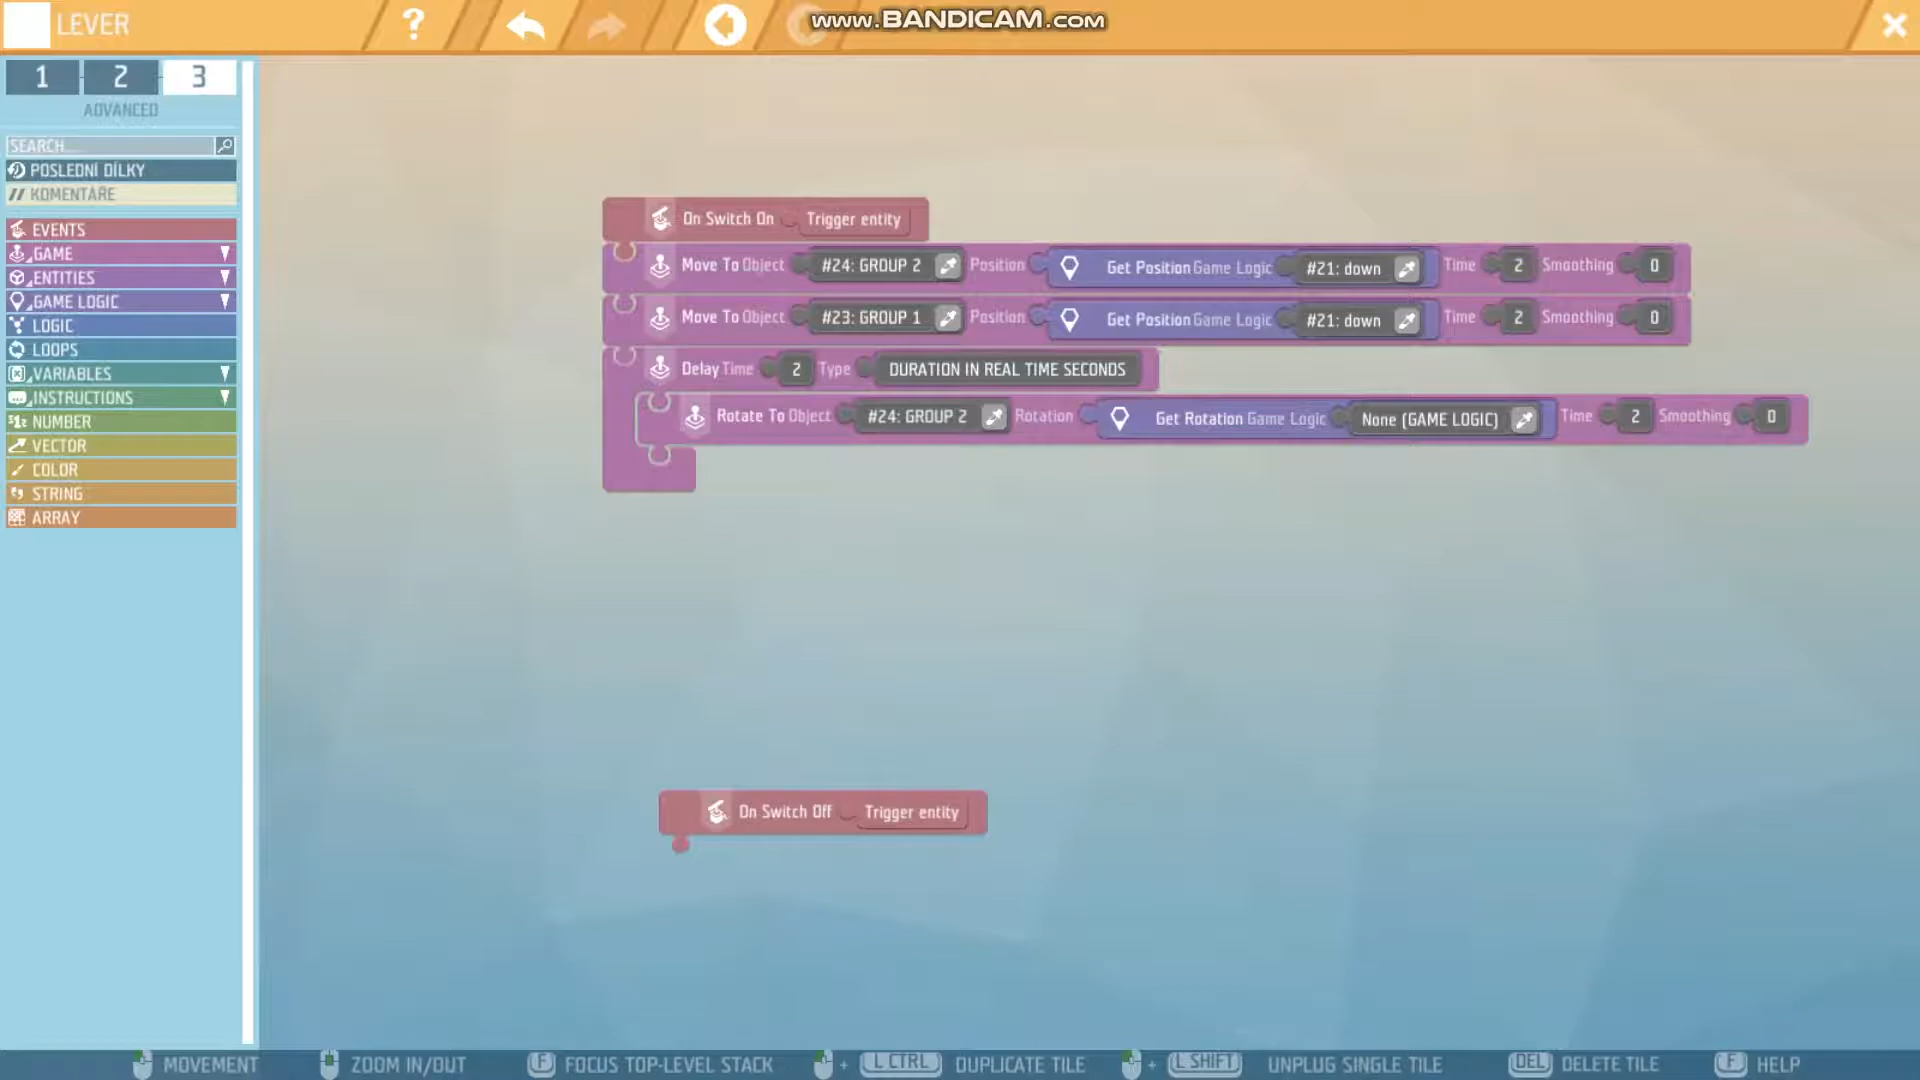 LEVER
?
www.BANDICAM.com
1 2 3
ADVANCED
SEARCH...
POSLEDNÍ DÍLKY
// KOMENTÁŘE
EVENTS
GAME
ENTITIES
GAME LOGIC
LOGIC
LOOPS
VARIABLES
INSTRUCTIONS
NUMBER
VECTOR
COLOR
STRING
ARRAY
On Switch On Trigger entity
Move To Object #24: GROUP 2 Position Get Position Game Logic #21: down Time 2 Smoothing 0
Move To Object #23: GROUP 1 Position Get Position Game Logic #21: down Time 2 Smoothing 0
Delay Time 2 Type DURATION IN REAL TIME SECONDS
Rotate To Object #24: GROUP 2 Rotation Get Rotation Game Logic None (GAME LOGIC) Time 2 Smoothing 0
On Switch Off Trigger entity
MOVEMENT ZOOM IN/OUT F FOCUS TOP-LEVEL STACK + L CTRL DUPLICATE TILE + L SHIFT UNPLUG SINGLE TILE DEL DELETE TILE F HELP